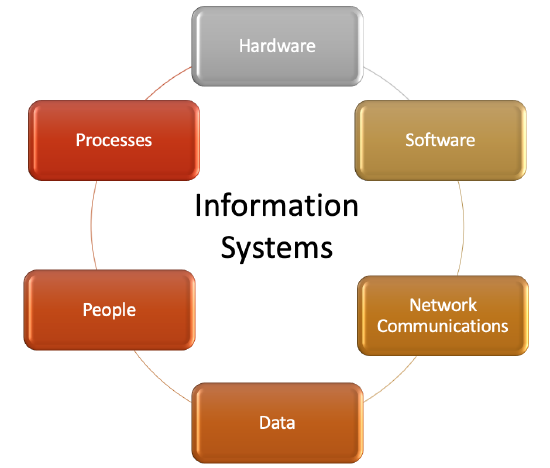 Hardware
Processes
Software
Information
Systems
People
Network
Communications
Data